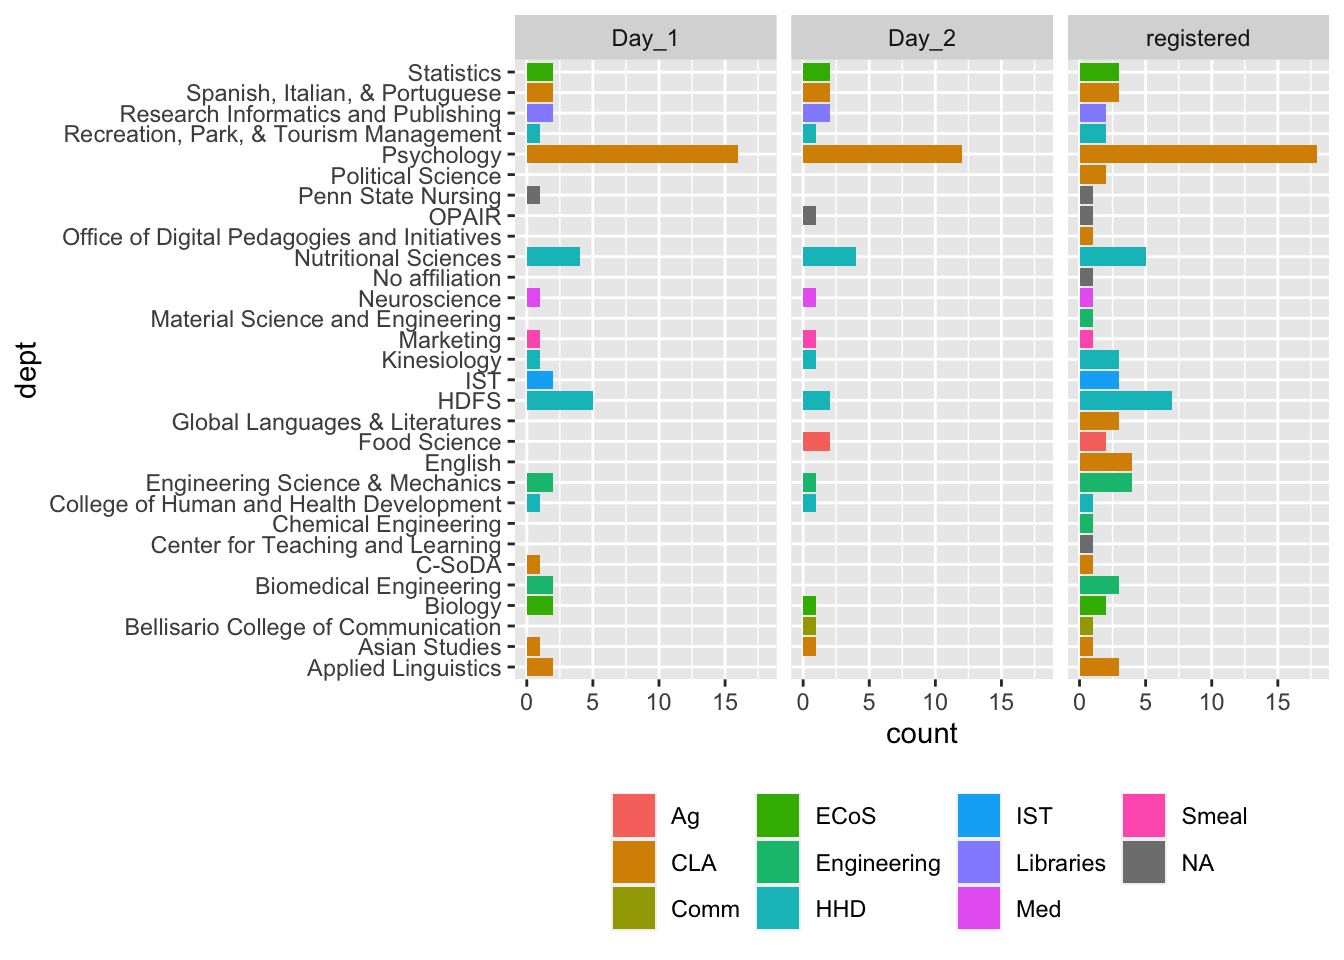 Day_1 Day_2 registered
Statistics
Spanish, Italian, & Portuguese
Research Informatics and Publishing
Recreation, Park, & Tourism Management
Psychology
Political Science
Penn State Nursing
OPAIR
Office of Digital Pedagogies and Initiatives
Nutritional Sciences
No affiliation
Neuroscience
Material Science and Engineering
Marketing
Kinesiology
IST
HDFS
Global Languages & Literatures
Food Science
English
Engineering Science & Mechanics
College of Human and Health Development
Chemical Engineering
Center for Teaching and Learning
C-SoDA
Biomedical Engineering
Biology
Bellisario College of Communication
Asian Studies
Applied Linguistics
dept
0 5 10 15 0 5 10 15 0 5 10 15
count
Ag ECoS IST Smeal
CLA Engineering Libraries NA
Comm HHD Med